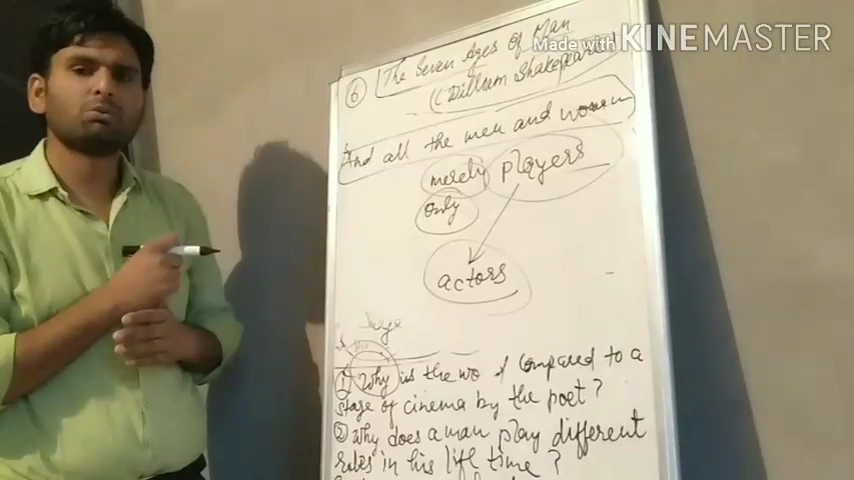 Made with KINEMASTER
⑥ The Seven Ages Of Man
(William Shakespeare)
And all the men and women
merely players
only
actors
Stage
① Why is the wo d compared to a
stage of cinema by the poet?
② Why does a man play different
roles in his life time?